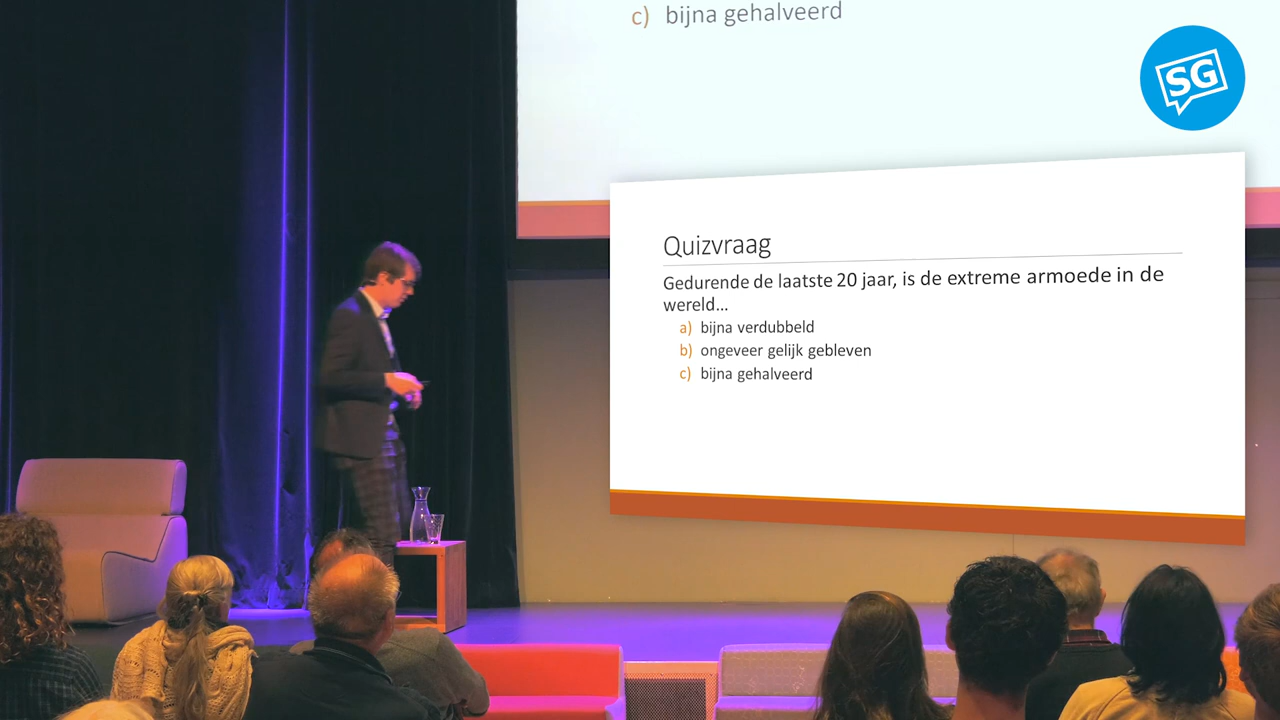 c) bijna gehalveerd
SG
Quizvraag
Gedurende de laatste 20 jaar, is de extreme armoede in de
wereld...
a) bijna verdubbeld
b) ongeveer gelijk gebleven
c) bijna gehalveerd